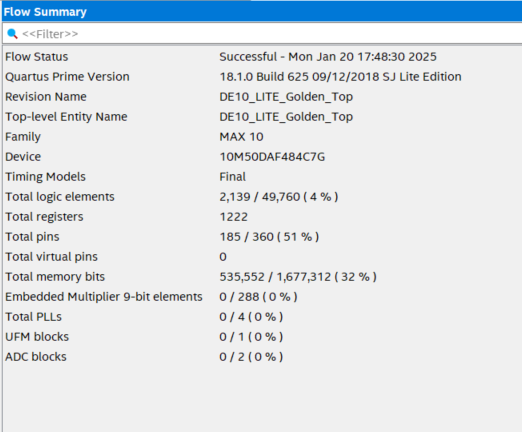 Flow Summary
<<Filter>>
Flow Status Successful - Mon Jan 20 17:48:30 2025
Quartus Prime Version 18.1.0 Build 625 09/12/2018 SJ Lite Edition
Revision Name DE10_LITE_Golden_Top
Top-level Entity Name DE10_LITE_Golden_Top
Family MAX 10
Device 10M50DAF484C7G
Timing Models Final
Total logic elements 2,139 / 49,760 ( 4 % )
Total registers 1222
Total pins 185 / 360 ( 51 % )
Total virtual pins 0
Total memory bits 535,552 / 1,677,312 ( 32 % )
Embedded Multiplier 9-bit elements 0 / 288 ( 0 % )
Total PLLs 0 / 4 ( 0 % )
UFM blocks 0 / 1 ( 0 % )
ADC blocks 0 / 2 ( 0 % )